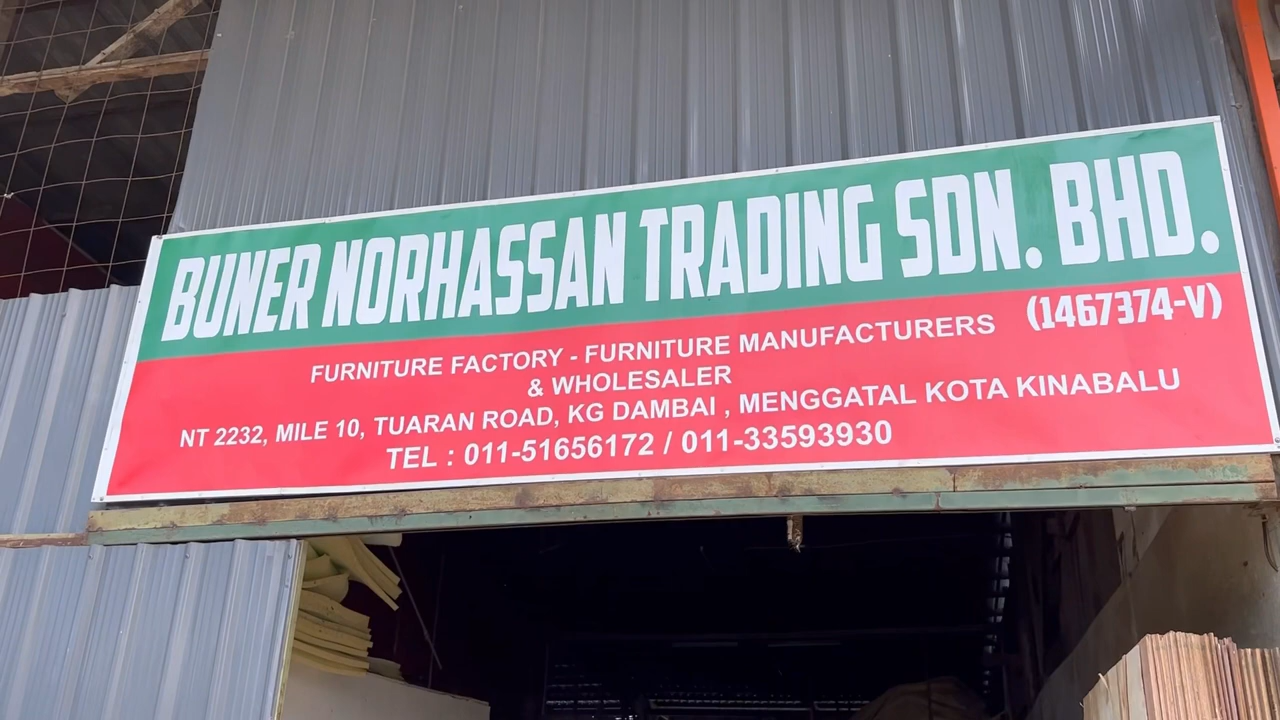 BUNER NORHASSAN TRADING SDN. BHD.
(1467374-V)
FURNITURE FACTORY - FURNITURE MANUFACTURERS
& WHOLESALER
NT 2232, MILE 10, TUARAN ROAD, KG DAMBAI , MENGGATAL KOTA KINABALU
TEL : 011-51656172 / 011-33593930